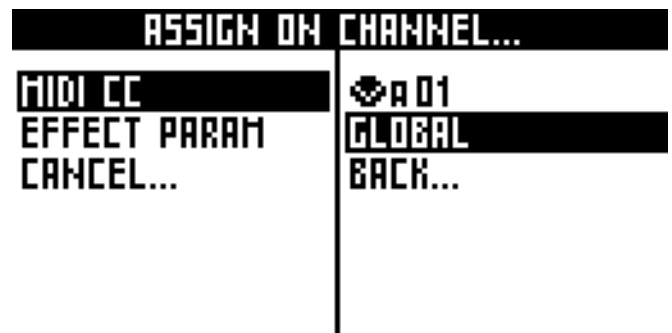 ASSIGN ON CHANNEL...
MIDI CC
EFFECT PARAM
CANCEL...
A 01
GLOBAL
BACK...